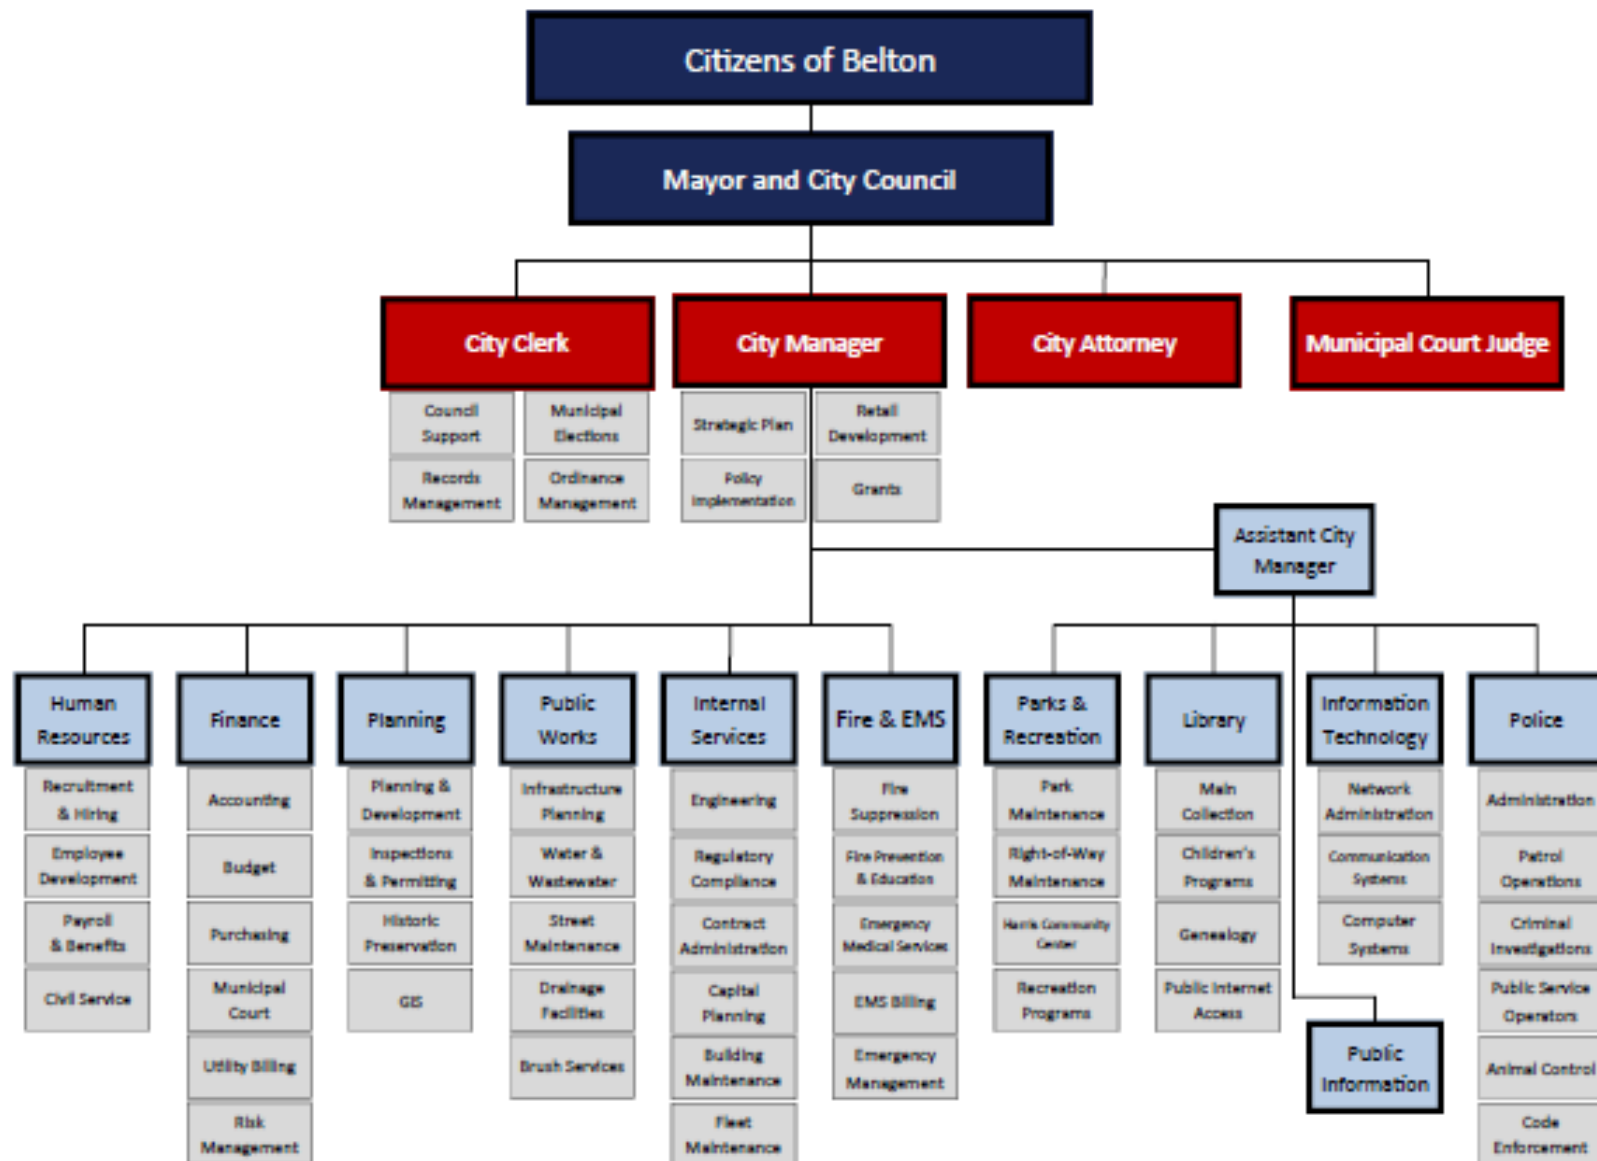 Citizens of Belton
Mayor and City Council
City Clerk
City Manager
City Attorney
Municipal Court Judge
Council
Support
Municipal
Elections
Records
Management
Ordinance
Management
Strategic Plan
Retail
Development
Policy
Implementation
Grants
Assistant City
Manager
Human
Resources
Recruitment
& Hiring
Employee
Development
Payroll
& Benefits
Civil Service
Finance
Accounting
Budget
Purchasing
Municipal
Court
Utility Billing
Risk
Management
Planning
Planning &
Development
Inspections
& Permitting
Historic
Preservation
GIS
Public
Works
Infrastructure
Planning
Water &
Wastewater
Street
Maintenance
Drainage
Facilities
Brush Services
Internal
Services
Engineering
Regulatory
Compliance
Contract
Administration
Capital
Planning
Building
Maintenance
Fleet
Maintenance
Fire & EMS
Fire
Suppression
Fire Prevention
& Education
Emergency
Medical Services
EMS Billing
Emergency
Management
Parks &
Recreation
Park
Maintenance
Right-of-Way
Maintenance
Harris Community
Center
Recreation
Programs
Library
Main
Collection
Children's
Programs
Genealogy
Public Internet
Access
Information
Technology
Network
Administration
Communication
Systems
Computer
Systems
Public
Information
Police
Administration
Patrol
Operations
Criminal
Investigations
Public Service
Operators
Animal Control
Code
Enforcement